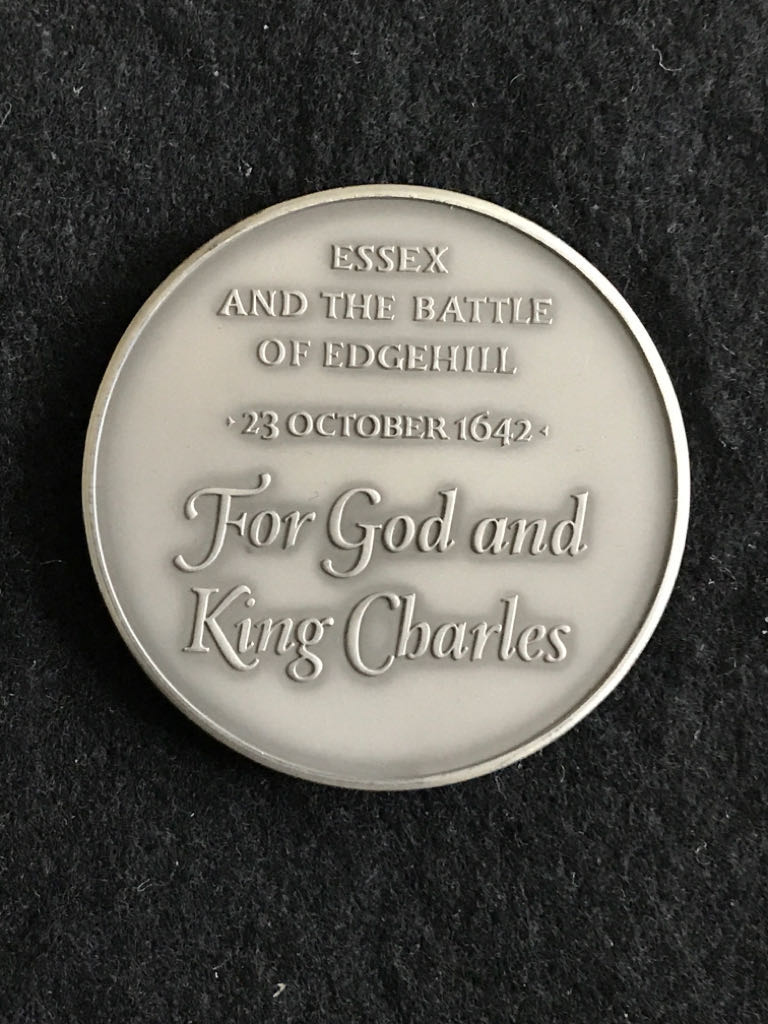 ESSEX
AND THE BATTLE
OF EDGEHILL
· 23 OCTOBER 1642 ·
For God and
King Charles